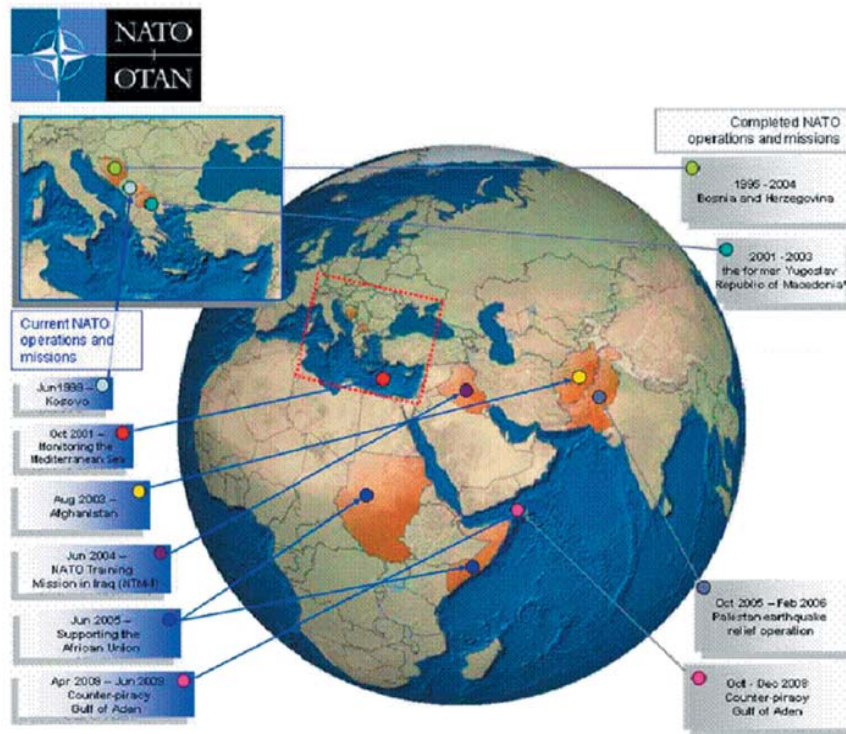 NATO
OTAN
Completed NATO
operations and missions
1995 - 2004
Bosnia and Herzegovina
2001 - 2003
the former Yugoslav
Republic of Macedonia*
Current NATO
operations and
missions
Jun 1999 –
Kosovo
Oct 2001 –
Monitoring the
Mediterranean Sea
Aug 2003 –
Afghanistan
Jun 2004 –
NATO Training
Mission in Iraq (NTM-I)
Jun 2005 –
Supporting the
African Union
Apr 2009 – Jun 2009
Counter-piracy
Gulf of Aden
Oct 2005 – Feb 2006
Pakistan earthquake
relief operation
Oct - Dec 2008
Counter-piracy
Gulf of Aden